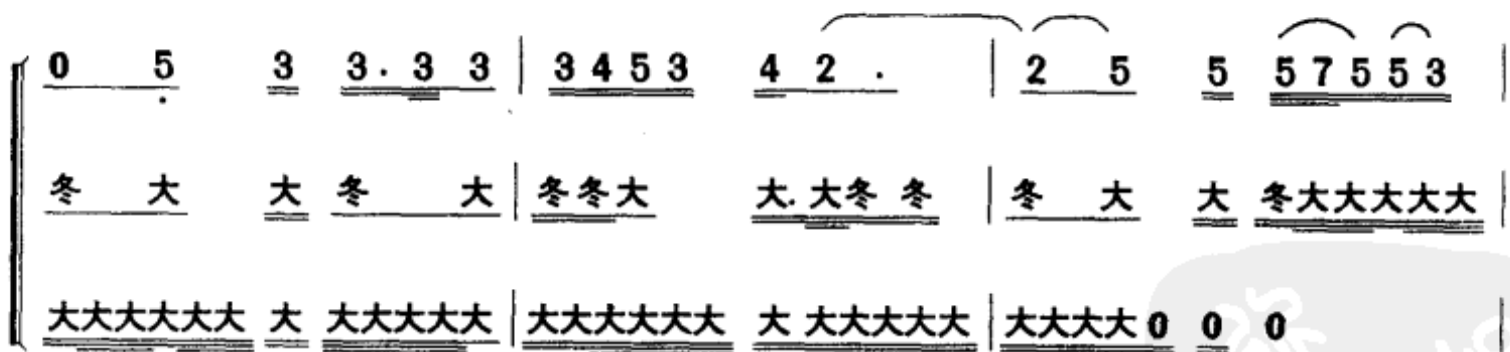 0 5 3 3. 3 3 | 3 4 5 3 4 2 . | 2 5 5 5 7 5 5 3 |
冬 大 大 冬 大 | 冬冬大 大. 大冬 冬 | 冬 大 大 冬大大大大大 |
大大大大大大 大 大大大大大 | 大大大大大大 大 大大大大大 | 大大大大 0 0 0 |